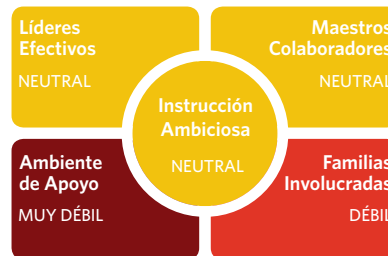 Líderes
Efectivos
NEUTRAL
Maestros
Colaboradores
NEUTRAL
Instrucción
Ambiciosa
NEUTRAL
Ambiente
de Apoyo
MUY DÉBIL
Familias
Involucradas
DÉBIL